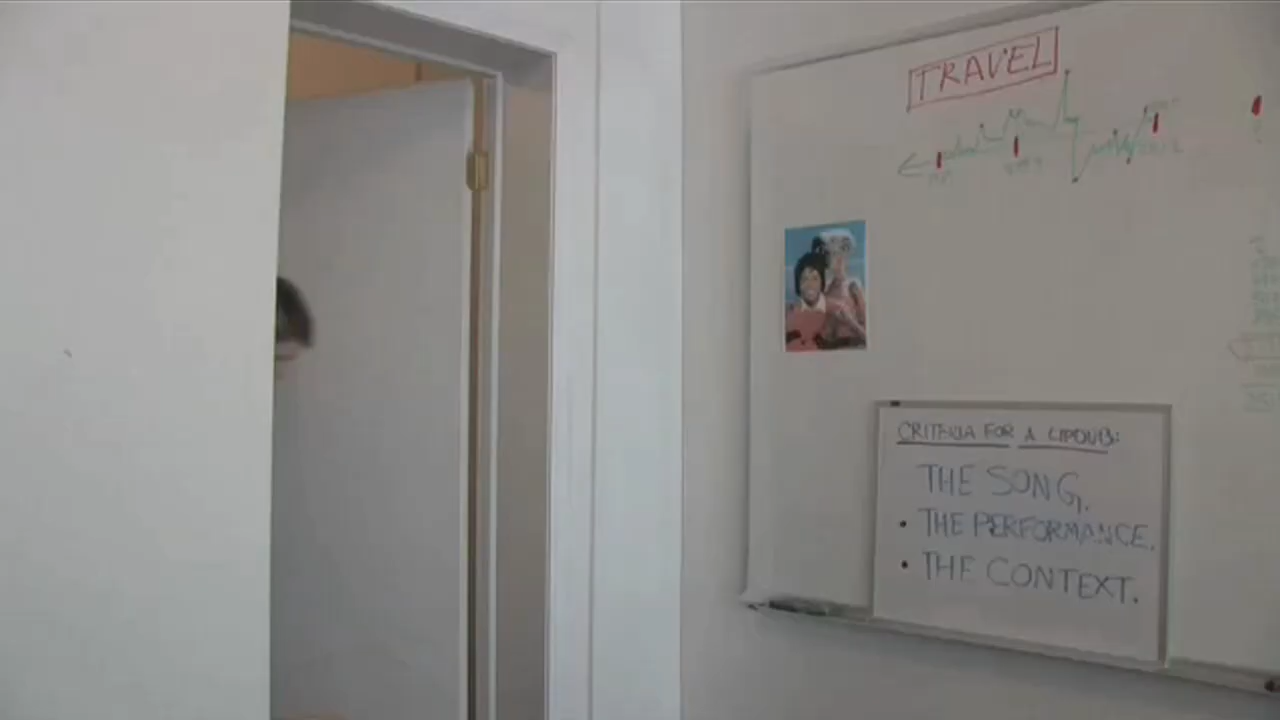 TRAVEL
CRITERIA FOR A LIPDUB:
THE SONG.
• THE PERFORMANCE.
• THE CONTEXT.